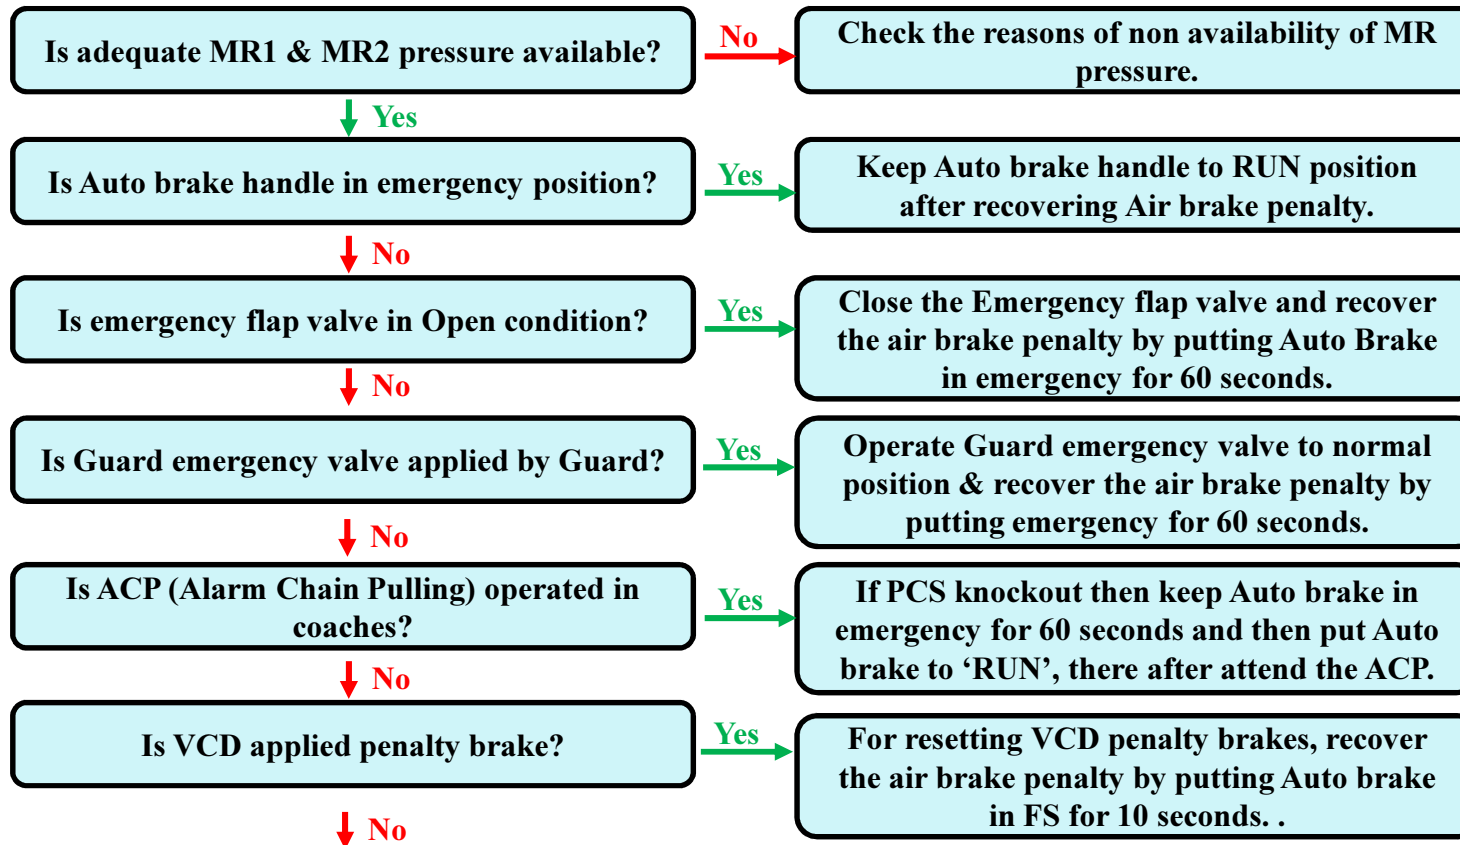 Is adequate MR1 & MR2 pressure available?
No
Check the reasons of non availability of MR
pressure.
Yes
Is Auto brake handle in emergency position?
Yes
Keep Auto brake handle to RUN position
after recovering Air brake penalty.
No
Is emergency flap valve in Open condition?
Yes
Close the Emergency flap valve and recover
the air brake penalty by putting Auto Brake
in emergency for 60 seconds.
No
Is Guard emergency valve applied by Guard?
Yes
Operate Guard emergency valve to normal
position & recover the air brake penalty by
putting emergency for 60 seconds.
No
Is ACP (Alarm Chain Pulling) operated in
coaches?
Yes
If PCS knockout then keep Auto brake in
emergency for 60 seconds and then put Auto
brake to ‘RUN’, there after attend the ACP.
No
Is VCD applied penalty brake?
Yes
For resetting VCD penalty brakes, recover
the air brake penalty by putting Auto brake
in FS for 10 seconds. .
No